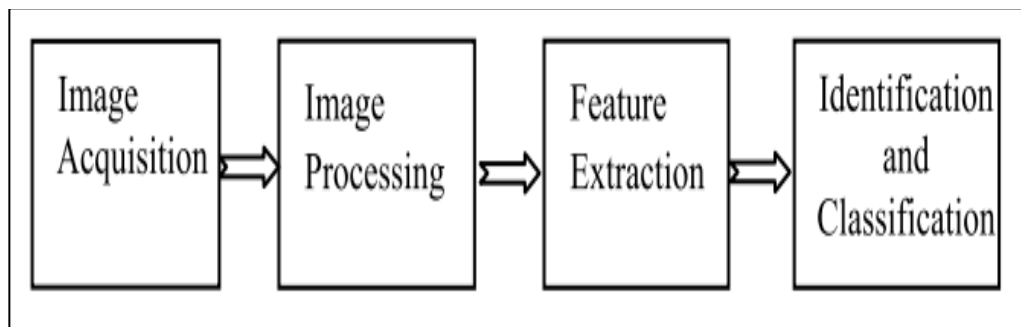 Image
Acquisition
Image
Processing
Feature
Extraction
Identification
and
Classification